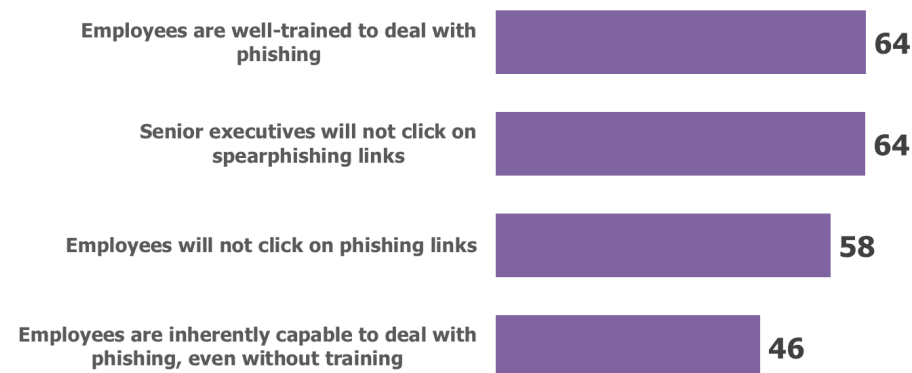 Employees are well-trained to deal with
phishing
64
Senior executives will not click on
spearphishing links
64
Employees will not click on phishing links
58
Employees are inherently capable to deal with
phishing, even without training
46